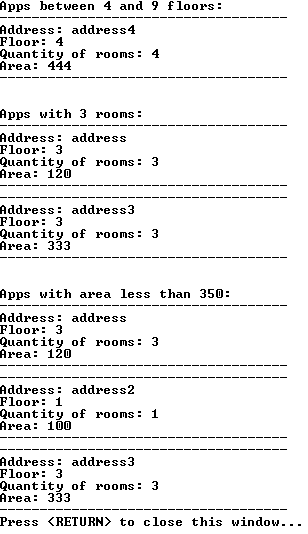 Apps between 4 and 9 floors:
------------------------------------
Address: address4
Floor: 4
Quantity of rooms: 4
Area: 444
------------------------------------
Apps with 3 rooms:
------------------------------------
Address: address
Floor: 3
Quantity of rooms: 3
Area: 120
------------------------------------
------------------------------------
Address: address3
Floor: 3
Quantity of rooms: 3
Area: 333
------------------------------------
Apps with area less than 350:
------------------------------------
Address: address
Floor: 3
Quantity of rooms: 3
Area: 120
------------------------------------
------------------------------------
Address: address2
Floor: 1
Quantity of rooms: 1
Area: 100
------------------------------------
------------------------------------
Address: address3
Floor: 3
Quantity of rooms: 3
Area: 333
------------------------------------
Press <RETURN> to close this window...